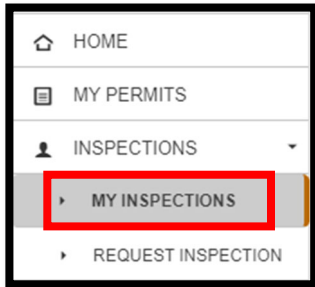 HOME
MY PERMITS
INSPECTIONS
MY INSPECTIONS
REQUEST INSPECTION